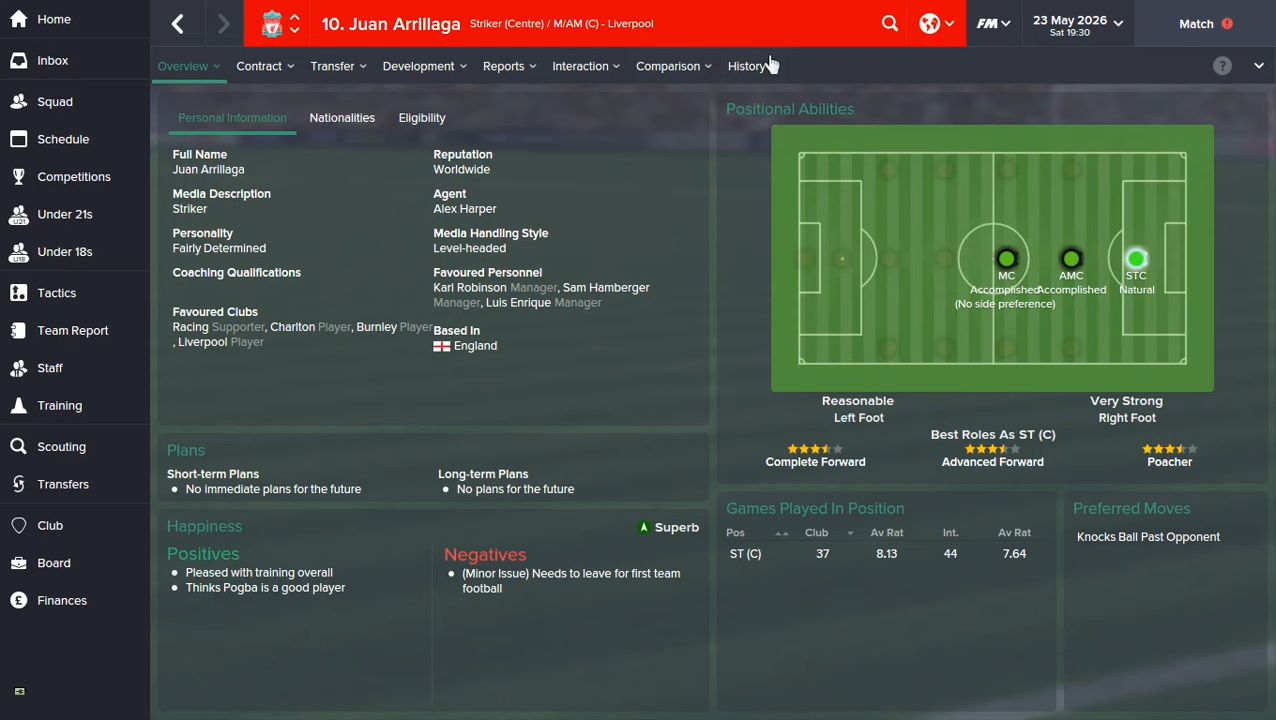 Home
Inbox
Squad
Schedule
Competitions
Under 21s
U21
Under 18s
U18
Tactics
Team Report
Staff
Training
Scouting
Transfers
Club
Board
Finances
10. Juan Arrillaga
Striker (Centre) / M/AM (C) - Liverpool
FM
23 May 2026
Sat 19:30
Match
Overview
Contract
Transfer
Development
Reports
Interaction
Comparison
History
?
Personal Information
Nationalities
Eligibility
Full Name
Juan Arrillaga
Media Description
Striker
Personality
Fairly Determined
Coaching Qualifications
Favoured Clubs
Racing Supporter, Charlton Player, Burnley Player
, Liverpool Player
Reputation
Worldwide
Agent
Alex Harper
Media Handling Style
Level-headed
Favoured Personnel
Karl Robinson Manager, Sam Hamberger
Manager, Luis Enrique Manager
Based In
England
Plans
Short-term Plans
• No immediate plans for the future
Long-term Plans
• No plans for the future
Happiness
Superb
Positives
• Pleased with training overall
• Thinks Pogba is a good player
Negatives
• (Minor Issue) Needs to leave for first team
football
Positional Abilities
MC
Accomplished
(No side preference)
AMC
Accomplished
STC
Natural
Reasonable
Left Foot
Very Strong
Right Foot
Best Roles As ST (C)
Complete Forward
Advanced Forward
Poacher
Games Played In Position
Pos Club Av Rat Int. Av Rat
ST (C) 37 8.13 44 7.64
Preferred Moves
Knocks Ball Past Opponent